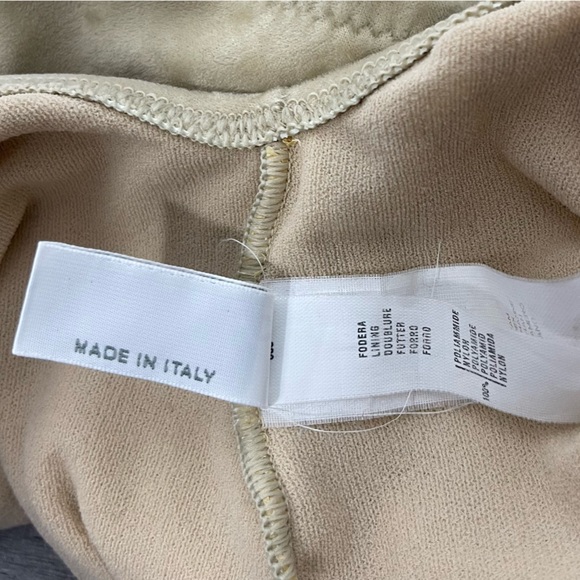 MADE IN ITALY
FODERA
LINING
DOUBLURE
FUTTER
FORRO
FORRO
100% POLIAMMIDE
NYLON
POLYAMIDE
POLYAMID
POLIAMIDA
NYLON